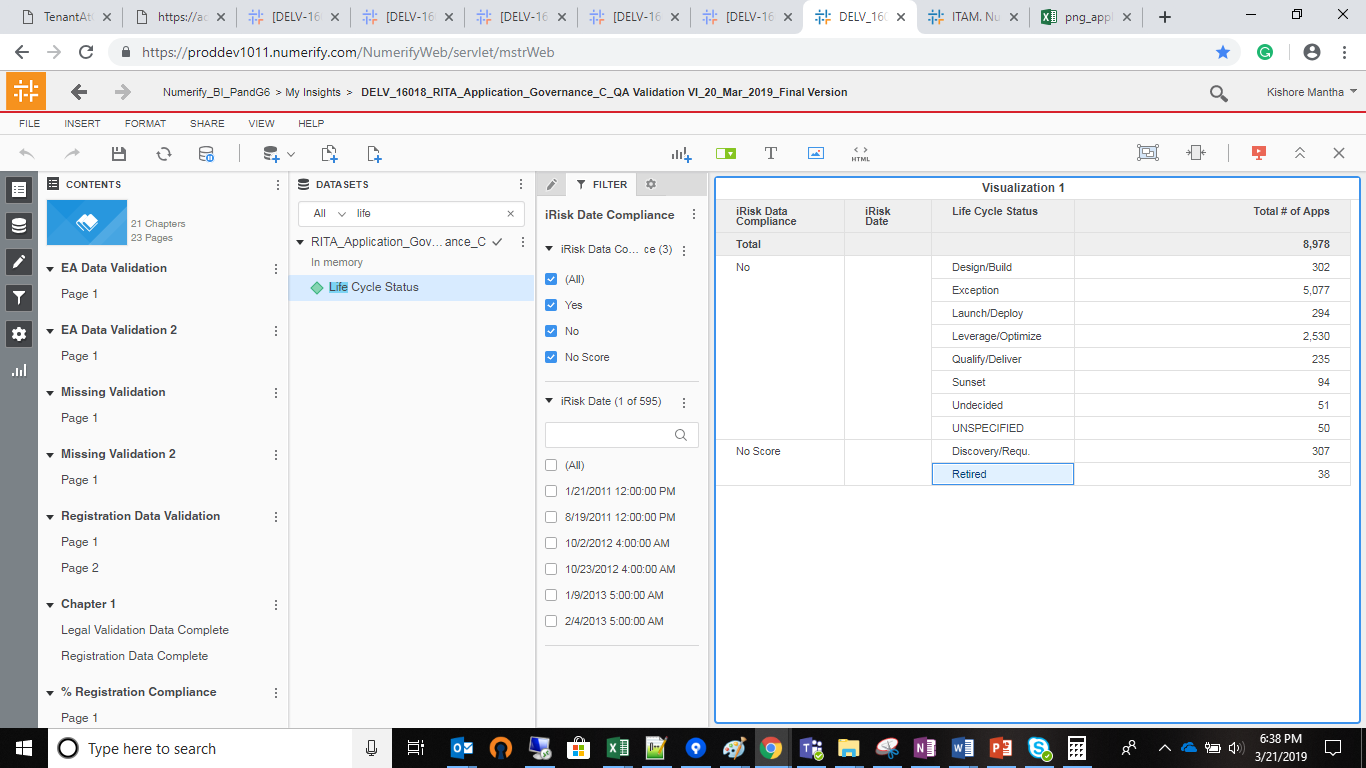 TenantAt
https://ac
[DELV-16
[DELV-16
[DELV-16
[DELV-16
[DELV-16
DELV_160
ITAM. Nu
png_appl
https://proddev1011.numerify.com/NumerifyWeb/servlet/mstrWeb
Numerify_BI_PandG6 > My Insights > DELV_16018_RITA_Application_Governance_C_QA Validation VI_20_Mar_2019_Final Version
Kishore Mantha
FILE INSERT FORMAT SHARE VIEW HELP
HTML
CONTENTS
21 Chapters
23 Pages
EA Data Validation
Page 1
EA Data Validation 2
Page 1
Missing Validation
Page 1
Missing Validation 2
Page 1
Registration Data Validation
Page 1
Page 2
Chapter 1
Legal Validation Data Complete
Registration Data Complete
% Registration Compliance
Page 1
DATASETS
All life
RITA_Application_Gov... ance_C
In memory
Life Cycle Status
FILTER
iRisk Date Compliance
iRisk Data Co... ce (3)
(All)
Yes
No
No Score
iRisk Date (1 of 595)
(All)
1/21/2011 12:00:00 PM
8/19/2011 12:00:00 PM
10/2/2012 4:00:00 AM
10/23/2012 4:00:00 AM
1/9/2013 5:00:00 AM
2/4/2013 5:00:00 AM
Visualization 1
iRisk Data Compliance iRisk Date Life Cycle Status Total # of Apps
Total 8,978
No Design/Build 302
Exception 5,077
Launch/Deploy 294
Leverage/Optimize 2,530
Qualify/Deliver 235
Sunset 94
Undecided 51
UNSPECIFIED 50
No Score Discovery/Requ. 307
Retired 38
Type here to search
6:38 PM
3/21/2019